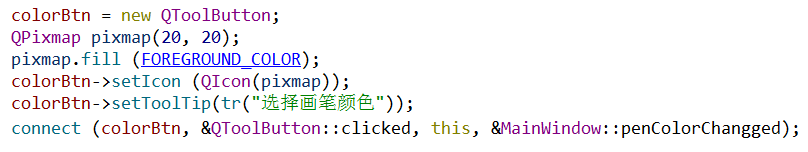 colorBtn = new QToolButton;
QPixmap pixmap(20, 20);
pixmap.fill (FOREGROUND_COLOR);
colorBtn->setIcon (QIcon(pixmap));
colorBtn->setToolTip(tr("选择画笔颜色"));
connect (colorBtn, &QToolButton::clicked, this, &MainWindow::penColorChangged);